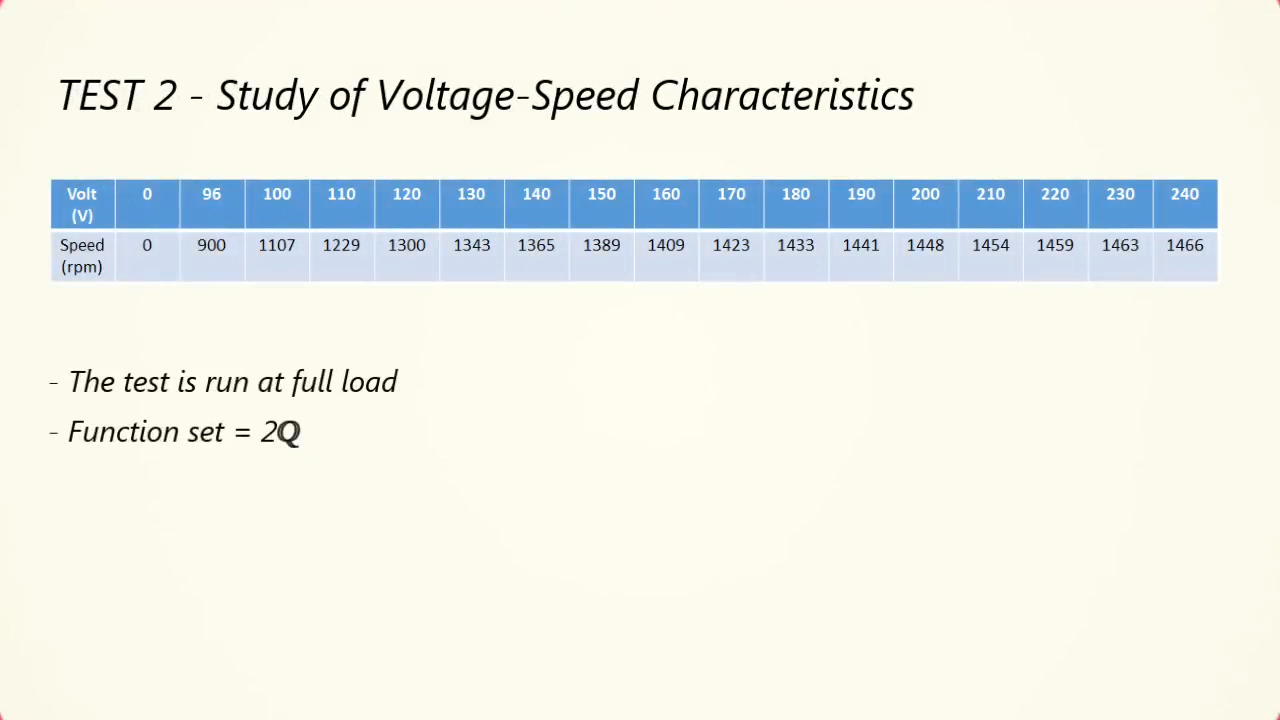 TEST 2 - Study of Voltage-Speed Characteristics
Volt (V) 0 96 100 110 120 130 140 150 160 170 180 190 200 210 220 230 240
Speed (rpm) 0 900 1107 1229 1300 1343 1365 1389 1409 1423 1433 1441 1448 1454 1459 1463 1466
- The test is run at full load
- Function set = 2Q